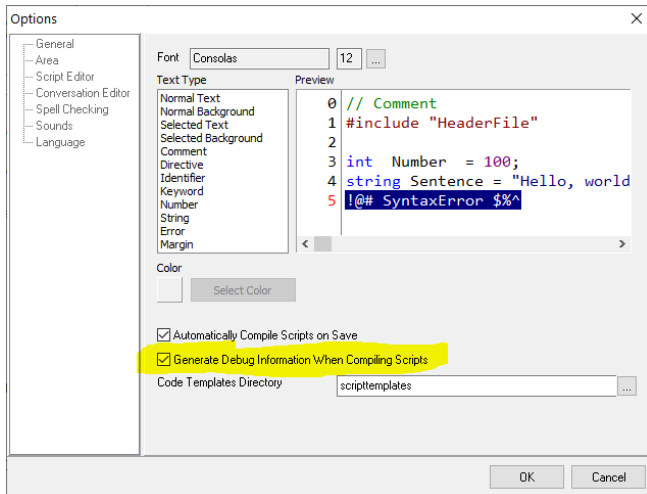 Options
General
Area
Script Editor
Conversation Editor
Spell Checking
Sounds
Language
Font Consolas 12 ...
Text Type
Normal Text
Normal Background
Selected Text
Selected Background
Comment
Directive
Identifier
Keyword
Number
String
Error
Margin
Preview
0 // Comment
1 #include "HeaderFile"
2
3 int Number = 100;
4 string Sentence = "Hello, world
5 !@# SyntaxError $%^
Color
Select Color
Automatically Compile Scripts on Save
Generate Debug Information When Compiling Scripts
Code Templates Directory scripttemplates ...
OK Cancel